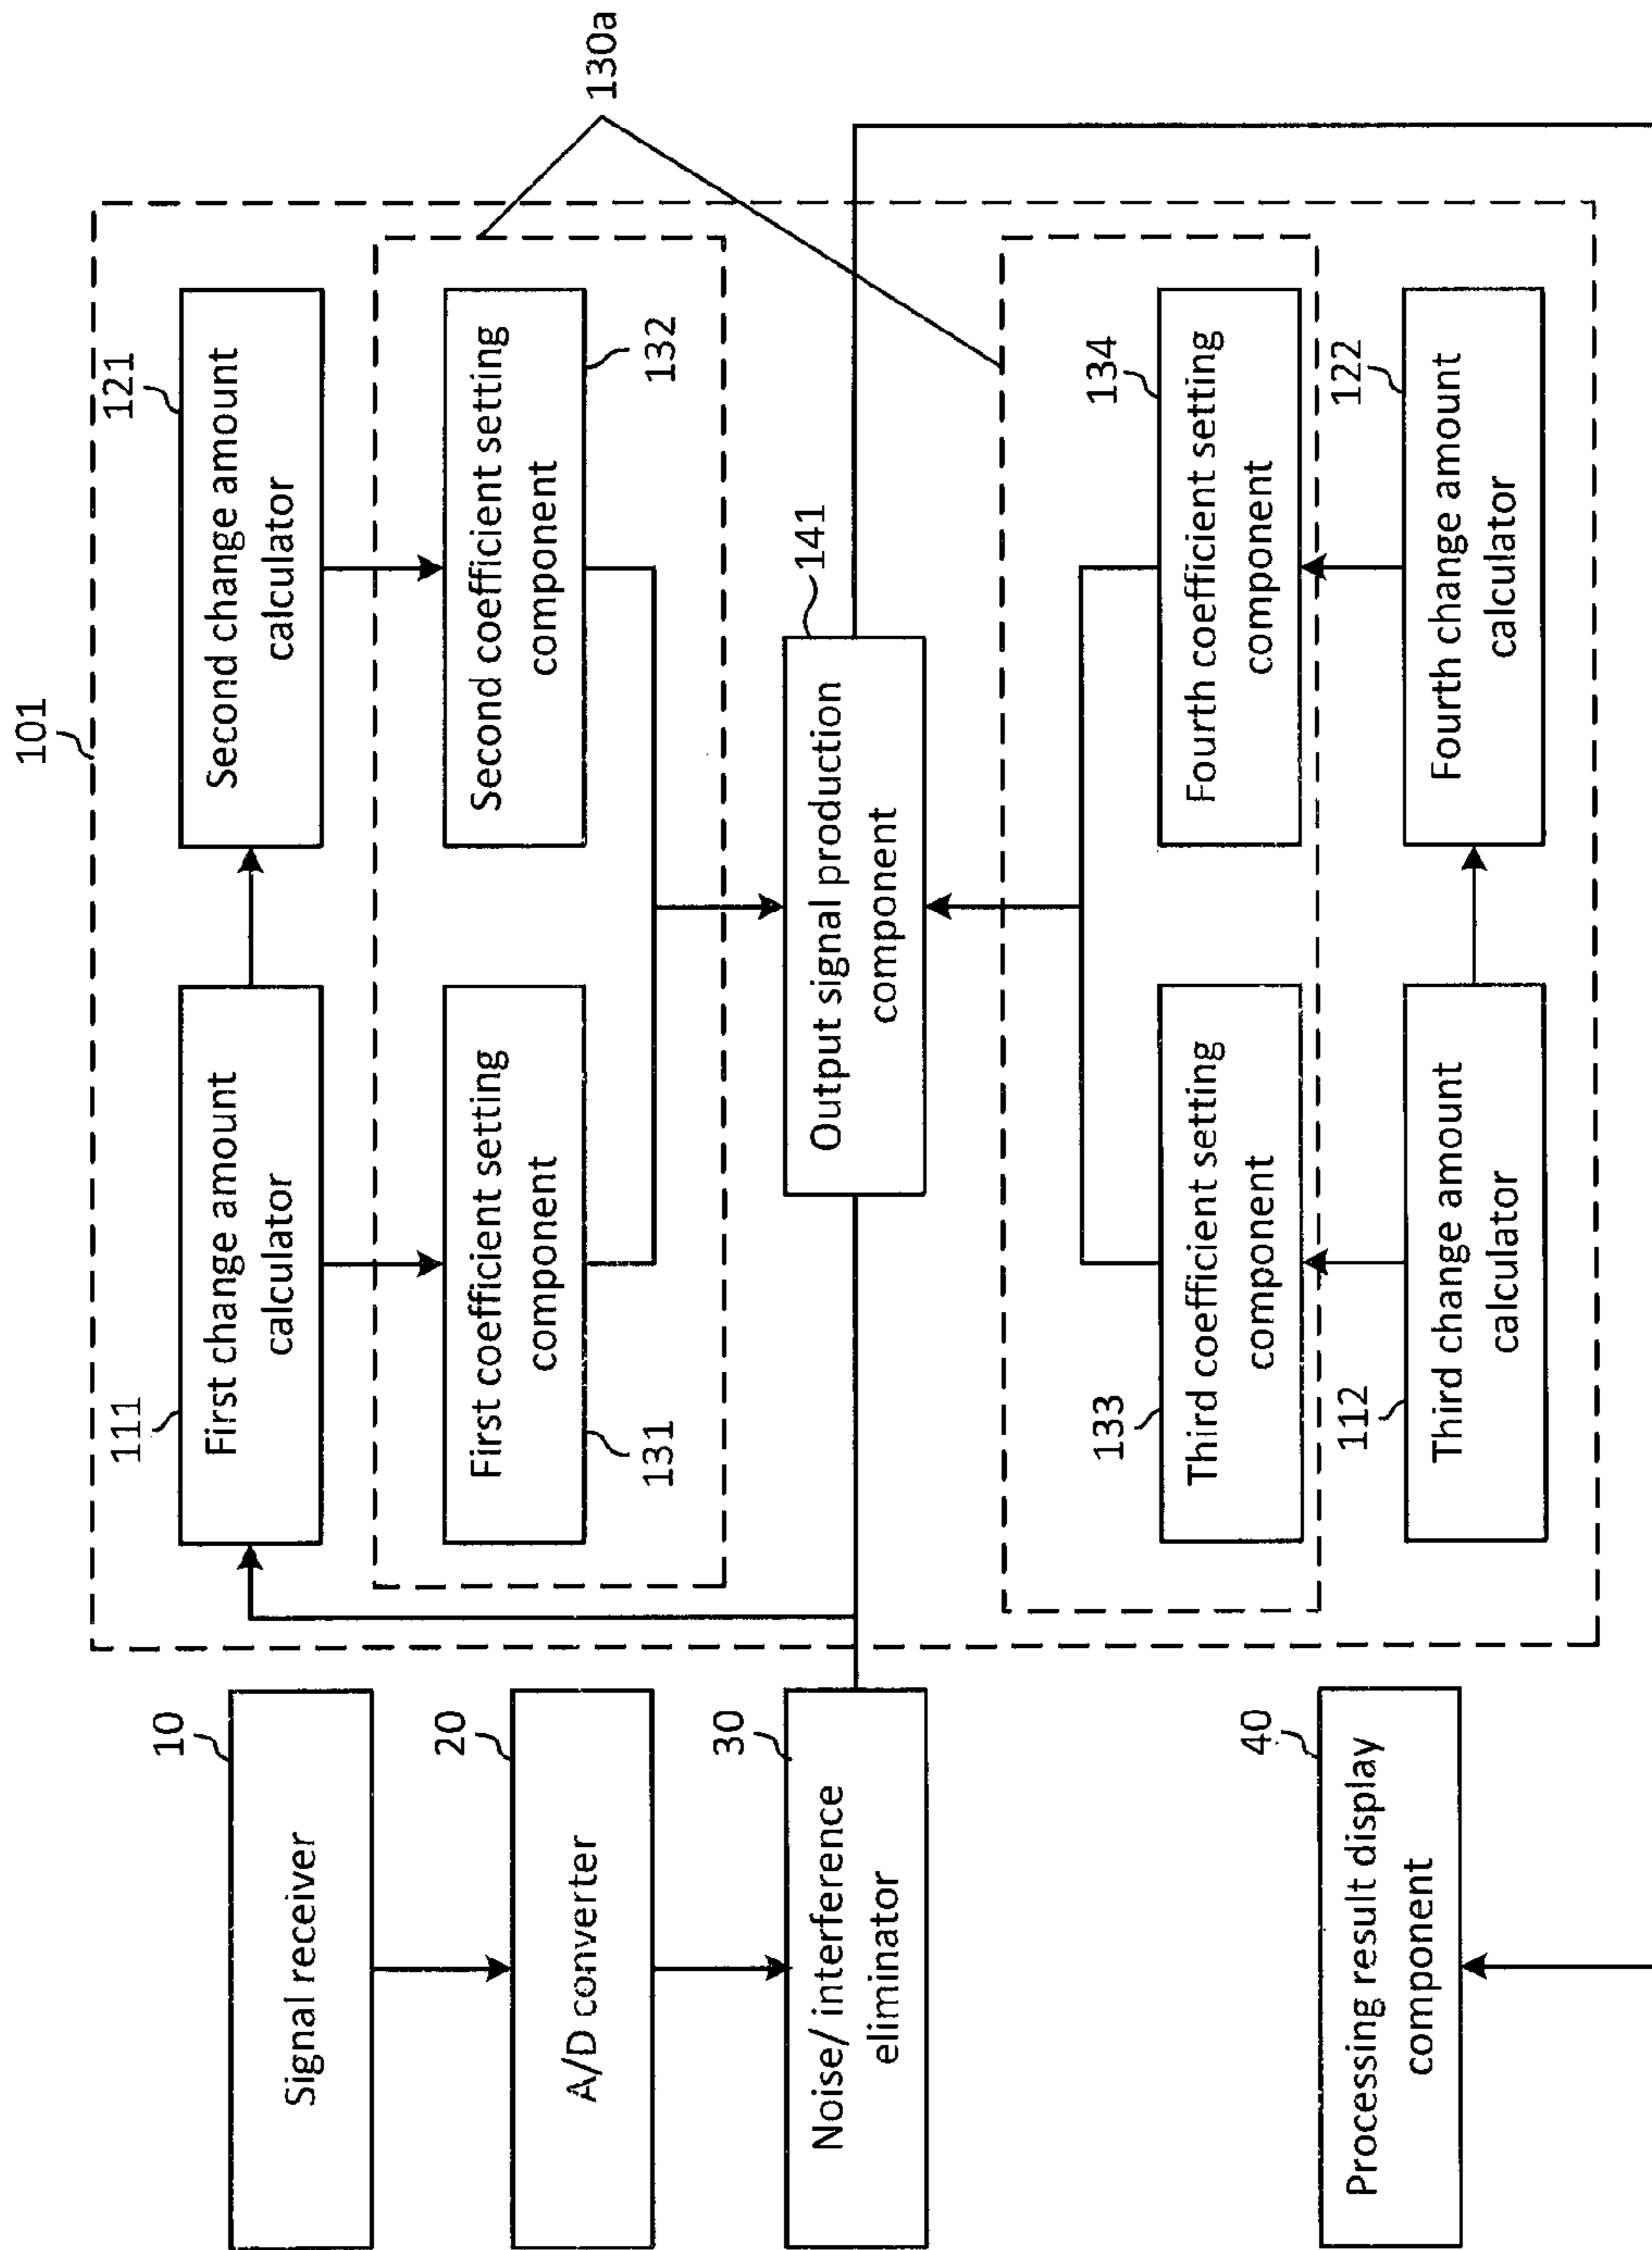 101
130a
10
Signal receiver
20
A/D converter
30
Noise/ interference
eliminator
40
Processing result display
component
111
First change amount
calculator
121
Second change amount
calculator
First coefficient setting
component
131
Second coefficient setting
component
132
Output signal production
component
141
133
Third coefficient setting
component
134
Fourth coefficient setting
component
112
Third change amount
calculator
122
Fourth change amount
calculator